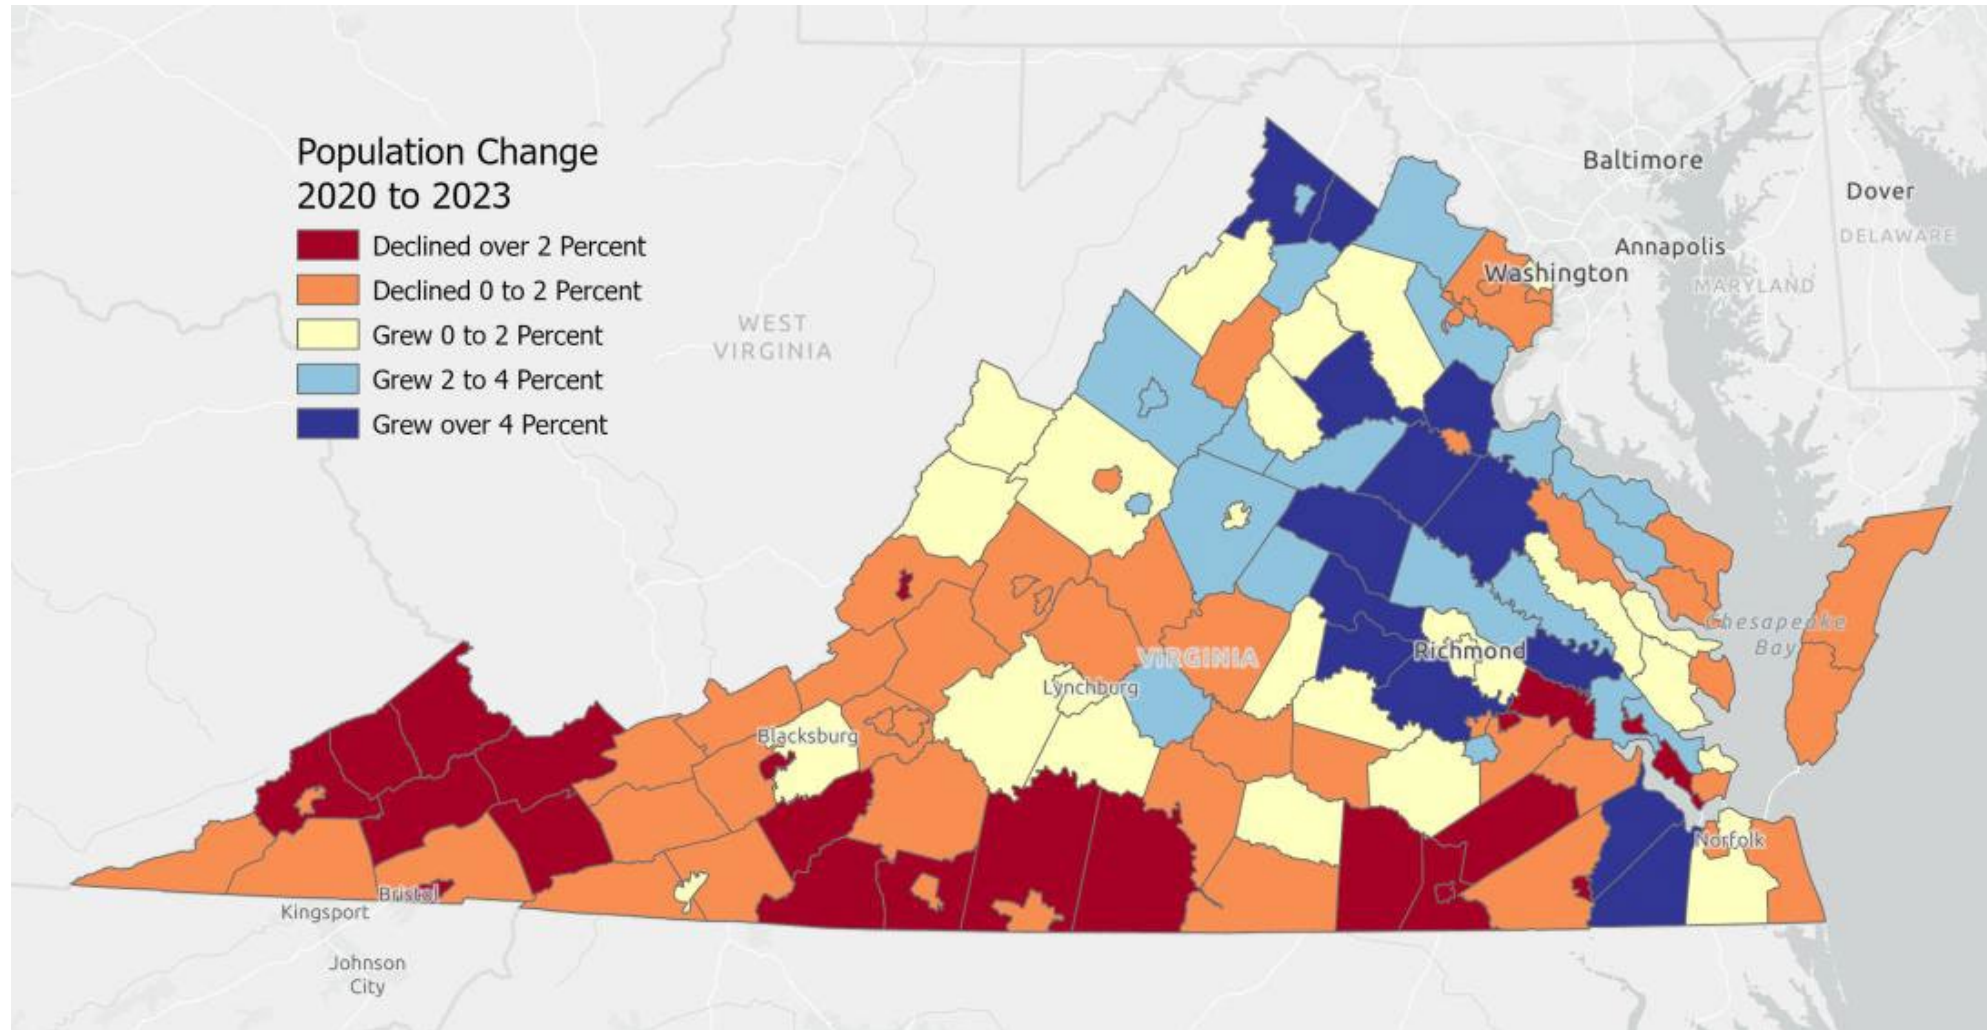 Population Change
2020 to 2023
Declined over 2 Percent
Declined 0 to 2 Percent
Grew 0 to 2 Percent
Grew 2 to 4 Percent
Grew over 4 Percent
Baltimore
Dover
Annapolis
DELAWARE
Washington
MARYLAND
WEST
VIRGINIA
Chesapeake
Bay
Richmond
VIRGINIA
Lynchburg
Blacksburg
Norfolk
Bristol
Kingsport
Johnson
City